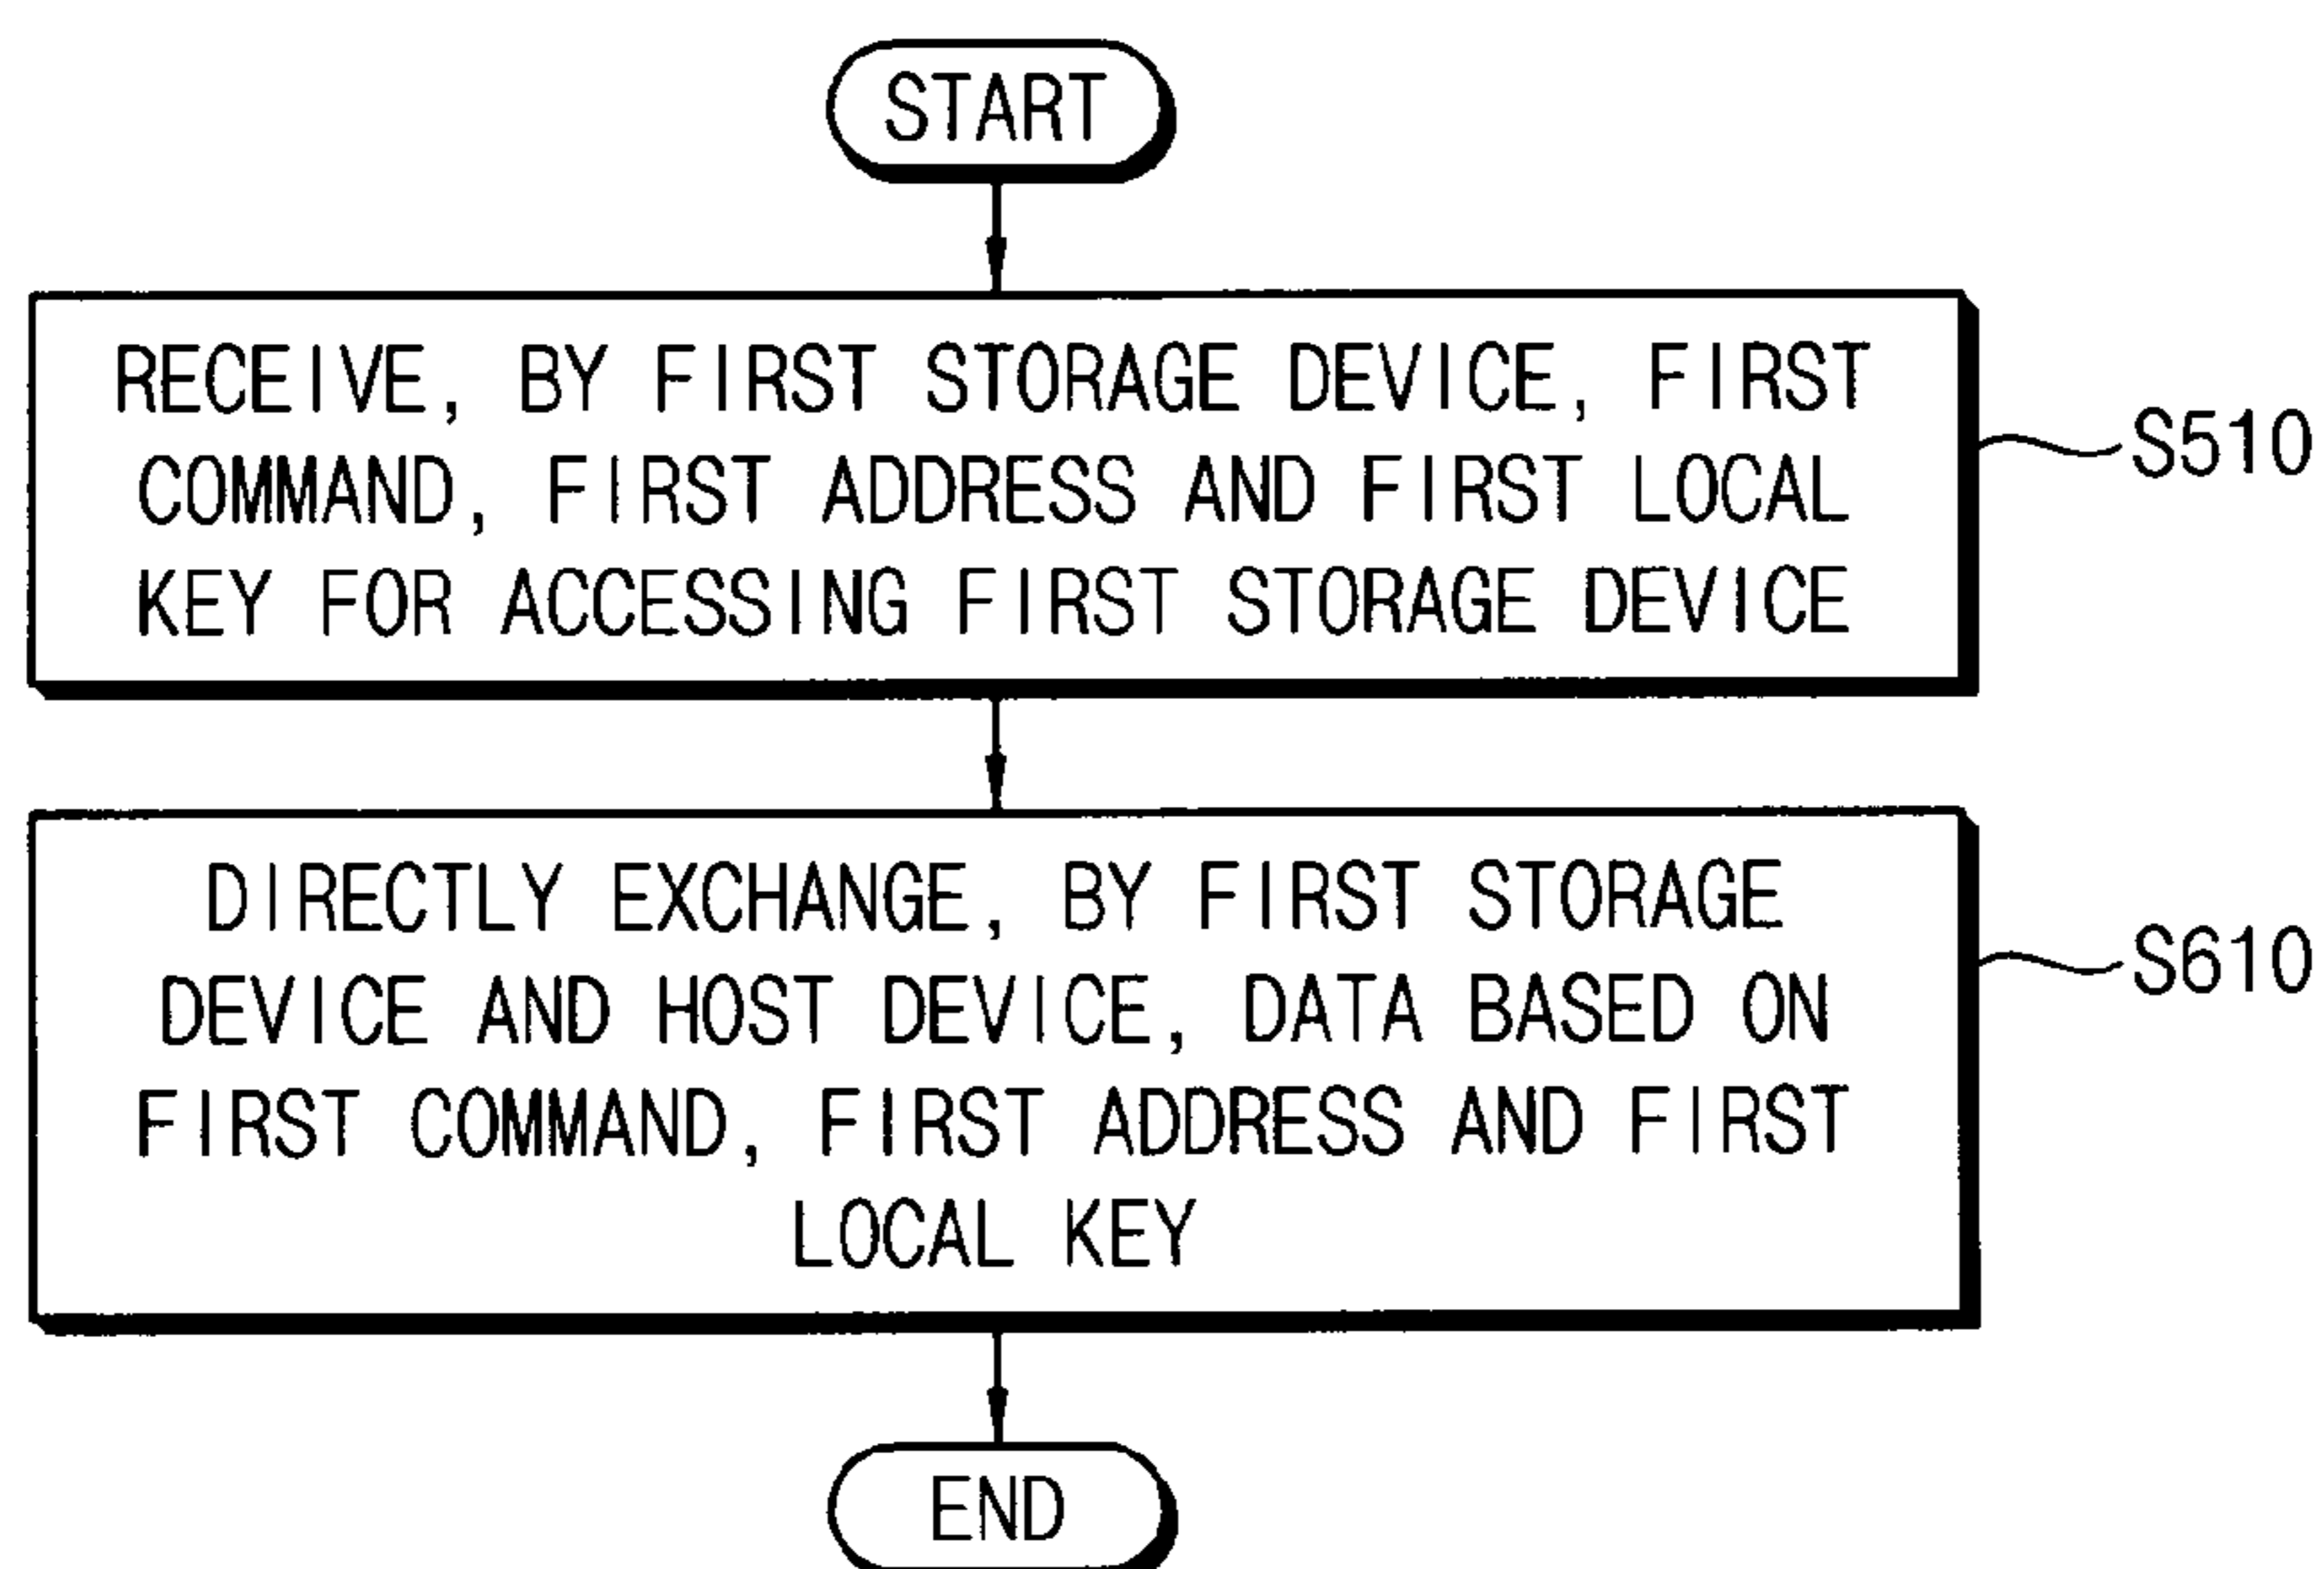 START
RECEIVE, BY FIRST STORAGE DEVICE, FIRST
COMMAND, FIRST ADDRESS AND FIRST LOCAL
KEY FOR ACCESSING FIRST STORAGE DEVICE
S510
DIRECTLY EXCHANGE, BY FIRST STORAGE
DEVICE AND HOST DEVICE, DATA BASED ON
FIRST COMMAND, FIRST ADDRESS AND FIRST
LOCAL KEY
S610
END